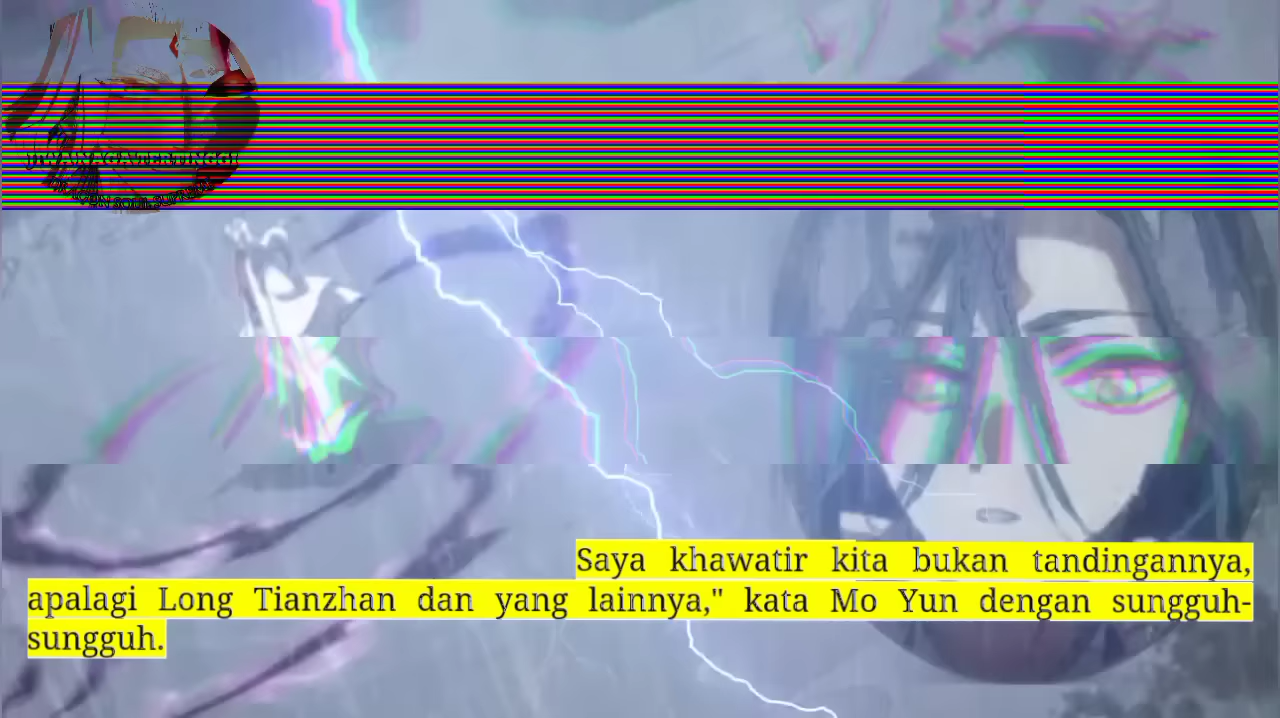 Saya khawatir kita bukan tandingannya,
apalagi Long Tianzhan dan yang lainnya," kata Mo Yun dengan sungguh-
sungguh.